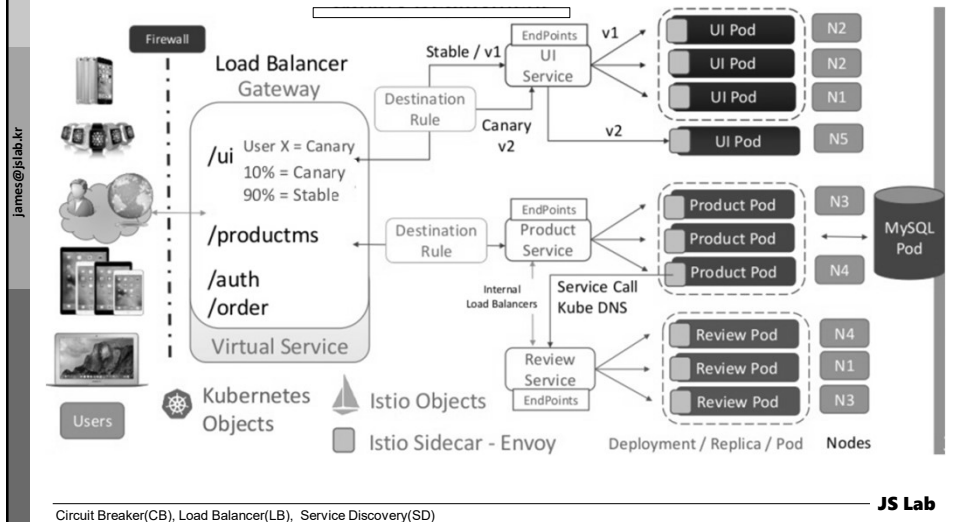 james@jslab.kr
Firewall
Load Balancer
Gateway
/ui
User X = Canary
10% = Canary
90% = Stable
/productms
/auth
/order
Virtual Service
Users
Kubernetes
Objects
Istio Objects
Istio Sidecar - Envoy
Stable / v1
Destination
Rule
Canary
v2
EndPoints
UI
Service
v1
v2
UI Pod
UI Pod
UI Pod
UI Pod
N2
N2
N1
N5
Destination
Rule
EndPoints
Product
Service
Internal
Load Balancers
Service Call
Kube DNS
Product Pod
Product Pod
Product Pod
N3
N4
MySQL
Pod
Review
Service
EndPoints
Review Pod
Review Pod
Review Pod
N4
N1
N3
Deployment / Replica / Pod
Nodes
JS Lab
Circuit Breaker(CB), Load Balancer(LB), Service Discovery(SD)